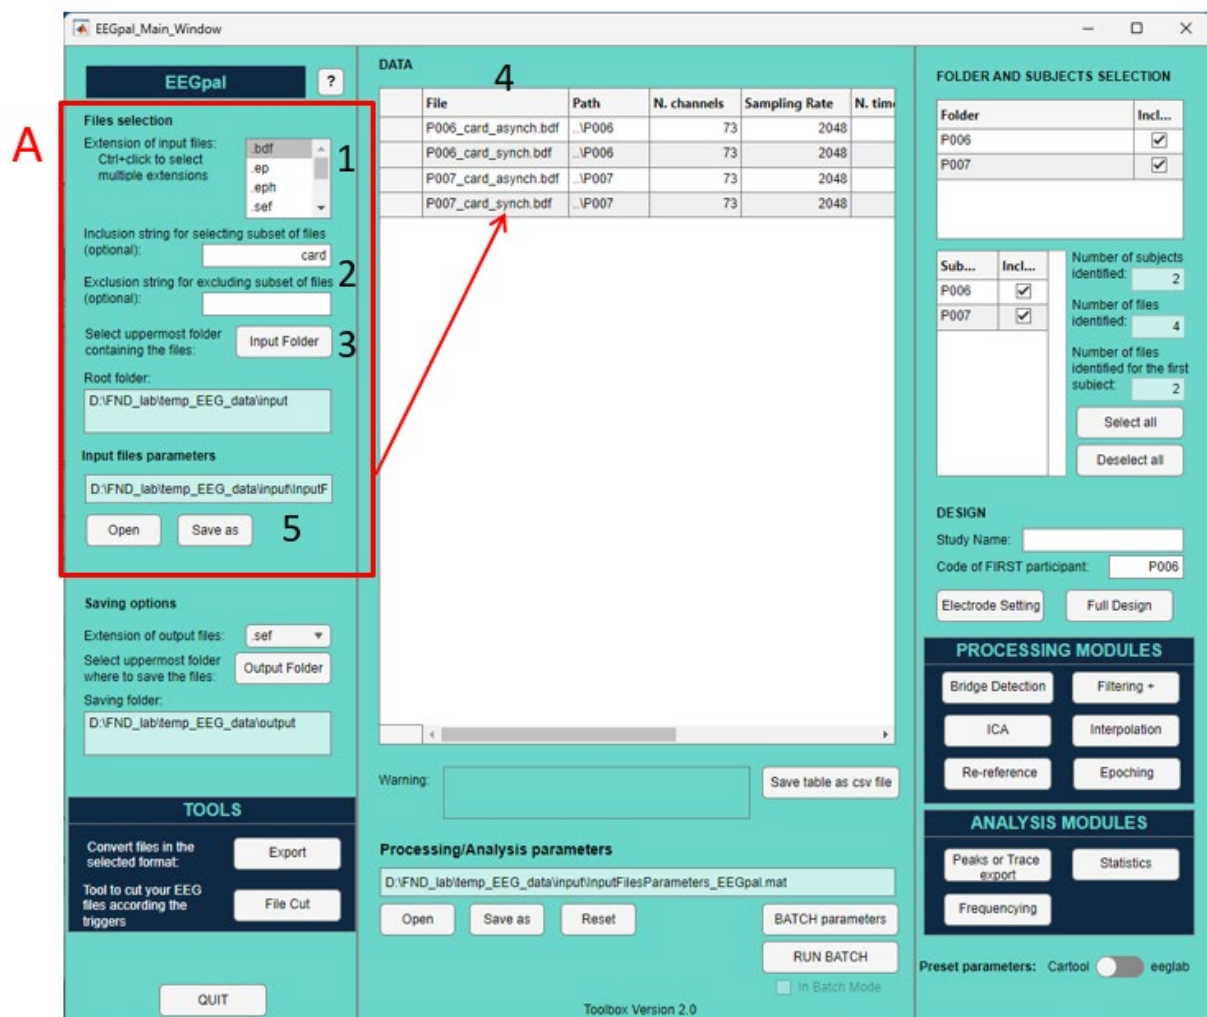 EEGpal_Main_Window
EEGpal
?
A
Files selection
Extension of input files:
Ctrl+click to select
multiple extensions
.bdf
.ep
.eph
.sef
1
Inclusion string for selecting subset of files
(optional):
card
2
Exclusion string for excluding subset of files
(optional):
Select uppermost folder
containing the files:
Input Folder
3
Root folder:
D:\FND_lab\temp_EEG_data\input
Input files parameters
D:\FND_lab\temp_EEG_data\input\InputF
Open
Save as
5
Saving options
Extension of output files:
.sef
Select uppermost folder
where to save the files:
Output Folder
Saving folder:
D:\FND_lab\temp_EEG_data\output
TOOLS
Convert files in the
selected format:
Export
Tool to cut your EEG
files according the
triggers
File Cut
QUIT
DATA
4
File Path N. channels Sampling Rate N. tim
P006_card_asynch.bdf ..\P006 73 2048
P006_card_synch.bdf ..\P006 73 2048
P007_card_asynch.bdf ..\P007 73 2048
P007_card_synch.bdf ..\P007 73 2048
Warning:
Save table as csv file
Processing/Analysis parameters
D:\FND_lab\temp_EEG_data\input\InputFilesParameters_EEGpal.mat
Open
Save as
Reset
BATCH parameters
RUN BATCH
In Batch Mode
Toolbox Version 2.0
FOLDER AND SUBJECTS SELECTION
Folder Incl...
P006
P007
Sub... Incl...
P006
P007
Number of subjects
identified: 2
Number of files
identified: 4
Number of files
identified for the first
subject: 2
Select all
Deselect all
DESIGN
Study Name:
Code of FIRST participant: P006
Electrode Setting
Full Design
PROCESSING MODULES
Bridge Detection
Filtering +
ICA
Interpolation
Re-reference
Epoching
ANALYSIS MODULES
Peaks or Trace
export
Statistics
Frequencying
Preset parameters: Cartool eeglab